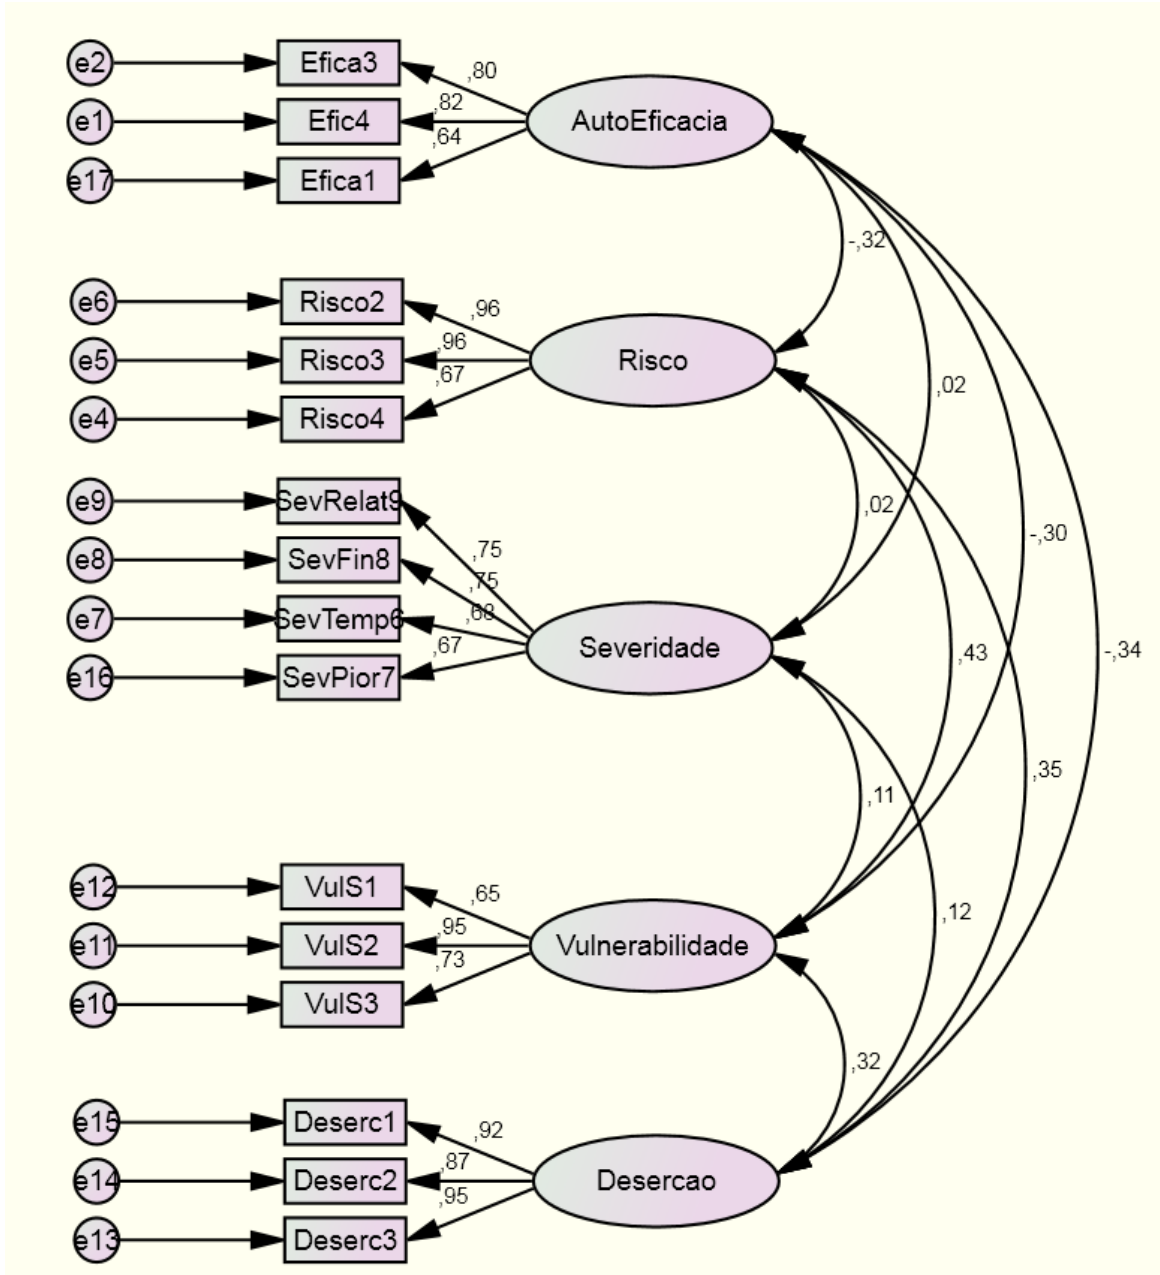 e2
Efica3
,80
e1
Efic4
,82
AutoEficacia
e17
Efica1
,64
-,32
e6
Risco2
,96
e5
Risco3
,96
Risco
e4
Risco4
,67
,02
e9
SevRelat9
,02
-,30
e8
SevFin8
,75
,75
e7
SevTemp6
,68
Severidade
e16
SevPior7
,67
,43
-,34
,35
,11
e12
VulS1
,65
,12
e11
VulS2
,95
Vulnerabilidade
e10
VulS3
,73
,32
e15
Deserc1
,92
e14
Deserc2
,87
Desercao
e13
Deserc3
,95